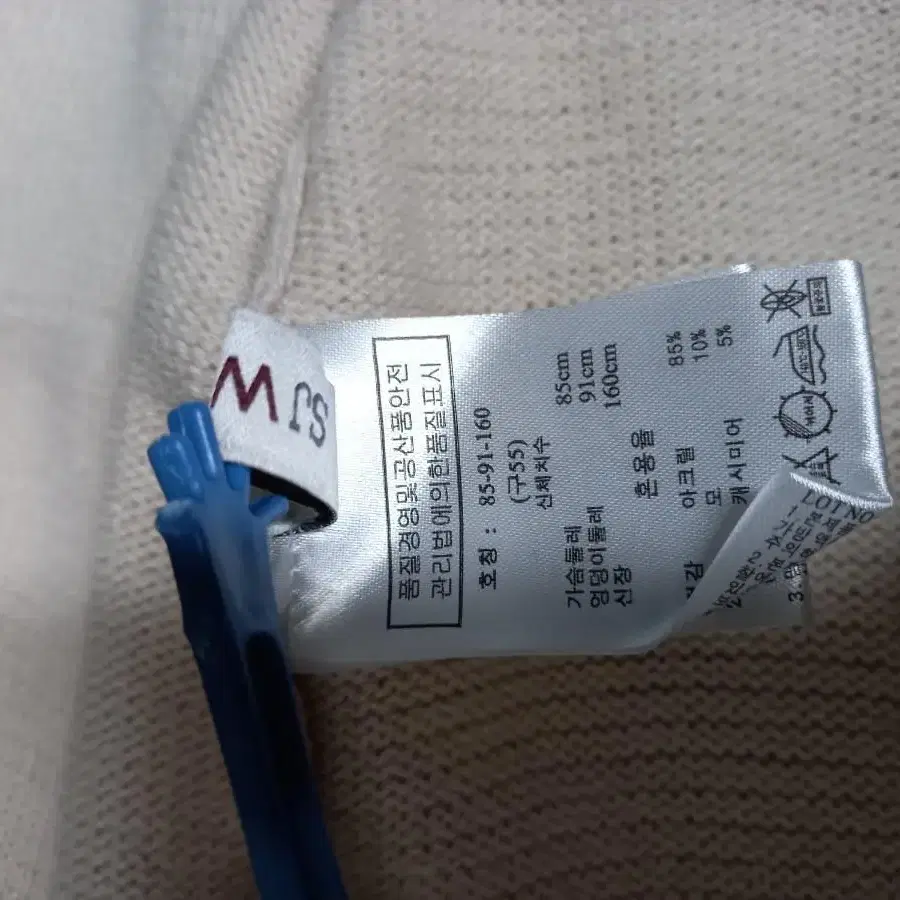 SJ
W
품질경영및공산품안전
관리법에의한품질표시
호칭 : 85-91-160
(구55)
신체치수
가슴둘레 85cm
엉덩이둘레 91cm
신장 160cm
혼용율
아크릴 85%
모 10%
캐시미어 5%
LOT NO